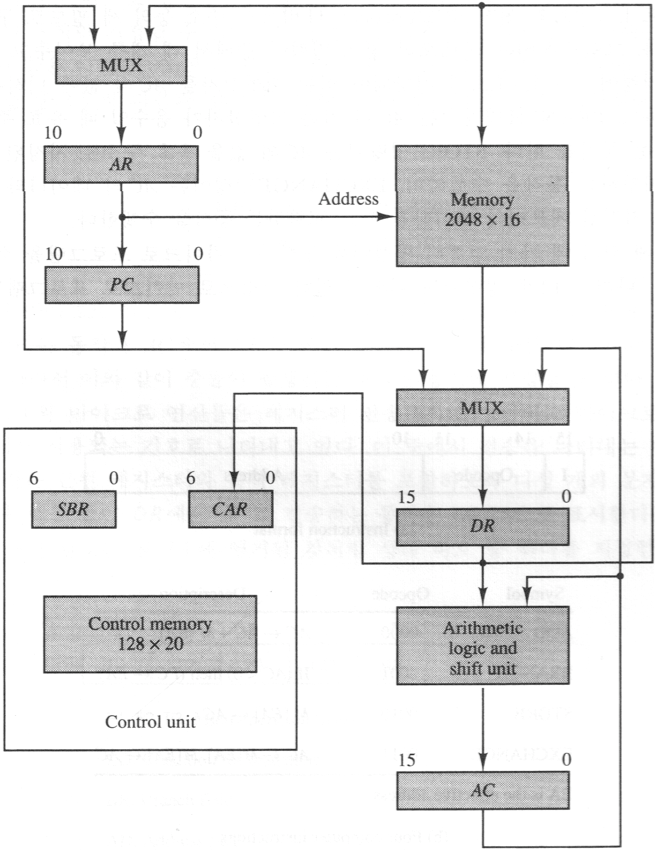 MUX
10 0
AR
Address
Memory
2048 × 16
10 0
PC
MUX
6 0
SBR
6 0
CAR
15 0
DR
Control memory
128 × 20
Arithmetic
logic and
shift unit
Control unit
15 0
AC